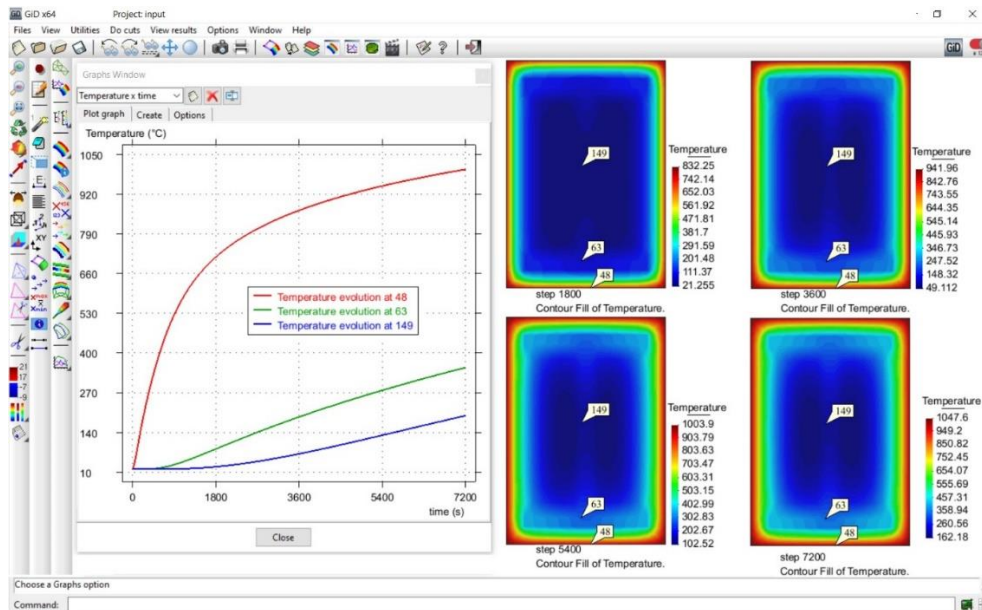 GiD x64 Project: input
Files View Utilities Do cuts View results Options Window Help
GiD
Graphs Window
Temperature x time
Plot graph Create Options
Temperature (°C)
1050
920
790
660
530
400
270
140
10
0 1800 3600 5400 7200
time (s)
Temperature evolution at 48
Temperature evolution at 63
Temperature evolution at 149
Close
149
63
48
Temperature
832.25
742.14
652.03
561.92
471.81
381.7
291.59
201.48
111.37
21.255
step 1800
Contour Fill of Temperature.
149
63
48
Temperature
941.96
842.76
743.55
644.35
545.14
445.93
346.73
247.52
148.32
49.112
step 3600
Contour Fill of Temperature.
149
63
48
Temperature
1003.9
903.79
803.63
703.47
603.31
503.15
402.99
302.83
202.67
102.52
step 5400
Contour Fill of Temperature.
149
63
48
Temperature
1047.6
949.2
850.82
752.45
654.07
555.69
457.31
358.94
260.56
162.18
step 7200
Contour Fill of Temperature.
Choose a Graphs option
Command: